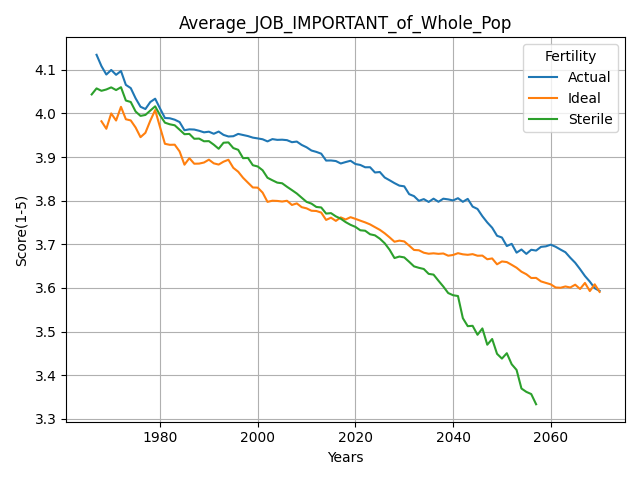 Average_JOB_IMPORTANT_of_Whole_Pop
Fertility
Actual
Ideal
Sterile
Score(1-5)
4.1
4.0
3.9
3.8
3.7
3.6
3.5
3.4
3.3
1980 2000 2020 2040 2060
Years